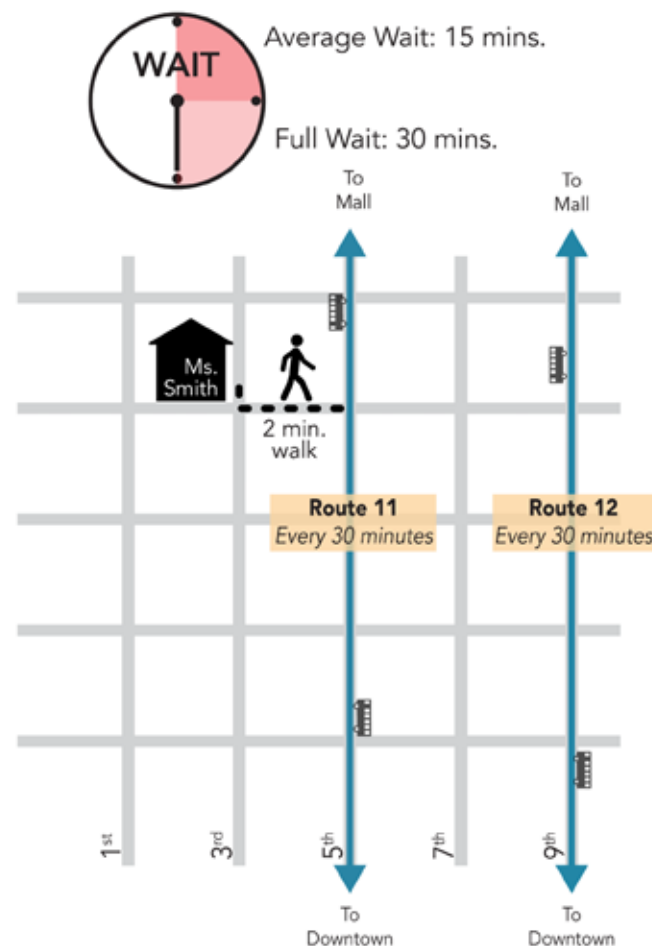 WAIT
Average Wait: 15 mins.
Full Wait: 30 mins.
To
Mall
To
Mall
Ms.
Smith
2 min.
walk
Route 11
Every 30 minutes
Route 12
Every 30 minutes
1st
3rd
5th
7th
9th
To
Downtown
To
Downtown